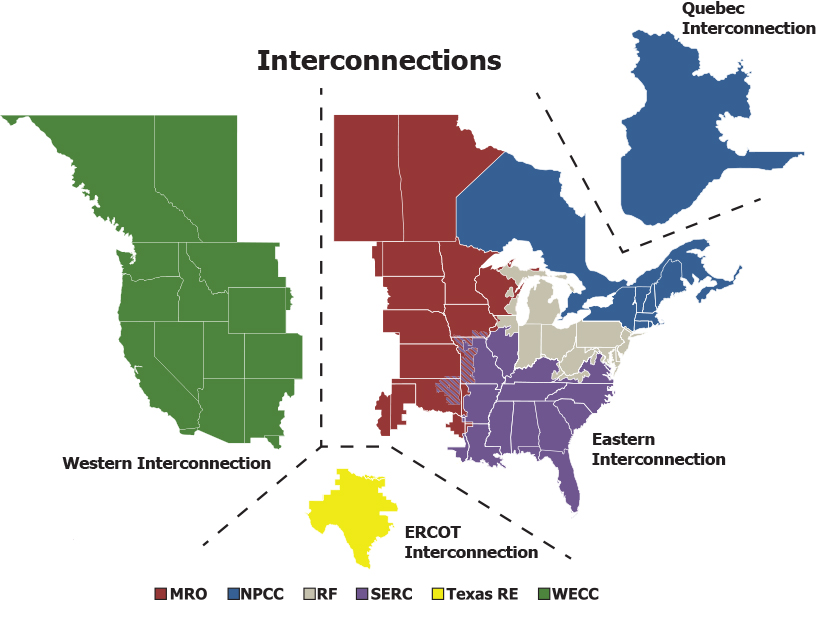 Quebec
Interconnection
Interconnections
Western Interconnection
Eastern
Interconnection
ERCOT
Interconnection
MRO NPCC RF SERC Texas RE WECC